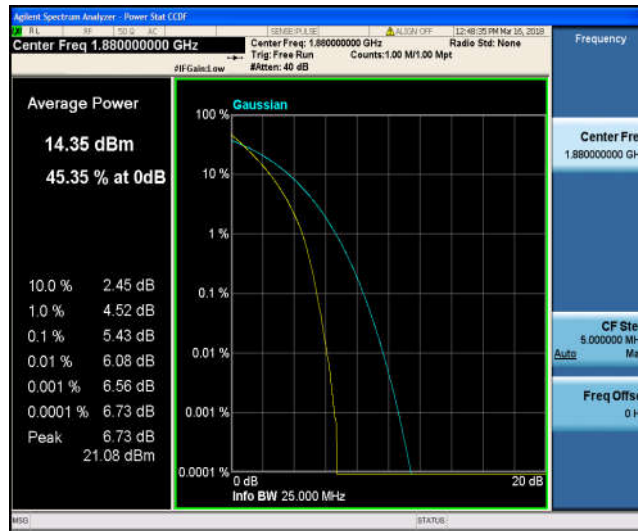 Agilent Spectrum Analyzer - Power Stat CCDF
RL RF 50 Ω AC SENSE:PULSE ALIGN OFF 12:48:35 PM Mar 16, 2018
Center Freq 1.880000000 GHz
Center Freq: 1.880000000 GHz Radio Std: None
Trig: Free Run Counts:1.00 M/1.00 Mpt
#IFGain:Low #Atten: 40 dB
Frequency
Average Power
14.35 dBm
45.35 % at 0dB
10.0 % 2.45 dB
1.0 % 4.52 dB
0.1 % 5.43 dB
0.01 % 6.08 dB
0.001 % 6.56 dB
0.0001 % 6.73 dB
Peak 6.73 dB
21.08 dBm
Gaussian
100 %
10 %
1 %
0.1 %
0.01 %
0.001 %
0.0001 %
0 dB 20 dB
Info BW 25.000 MHz
Center Fre
1.880000000 GH
CF Ste
5.000000 MH
Auto Ma
Freq Offse
0 H
MSG STATUS